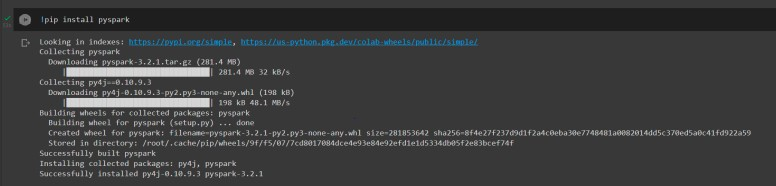 !pip install pyspark
Looking in indexes: https://pypi.org/simple, https://us-python.pkg.dev/colab-wheels/public/simple/
Collecting pyspark
Downloading pyspark-3.2.1.tar.gz (281.4 MB)
| 281.4 MB 32 kB/s
Collecting py4j==0.10.9.3
Downloading py4j-0.10.9.3-py2.py3-none-any.whl (198 kB)
| 198 kB 48.1 MB/s
Building wheels for collected packages: pyspark
Building wheel for pyspark (setup.py) ... done
Created wheel for pyspark: filename=pyspark-3.2.1-py2.py3-none-any.whl size=281853642 sha256=8f4e27f237d9d1f2a4c0eba30e7748481a0082014dd5c370ed5a0c41fd922a59
Stored in directory: /root/.cache/pip/wheels/9f/f5/07/7cd8017084dce4e93e84e92efd1e1d5334db05f2e83bcef74f
Successfully built pyspark
Installing collected packages: py4j, pyspark
Successfully installed py4j-0.10.9.3 pyspark-3.2.1